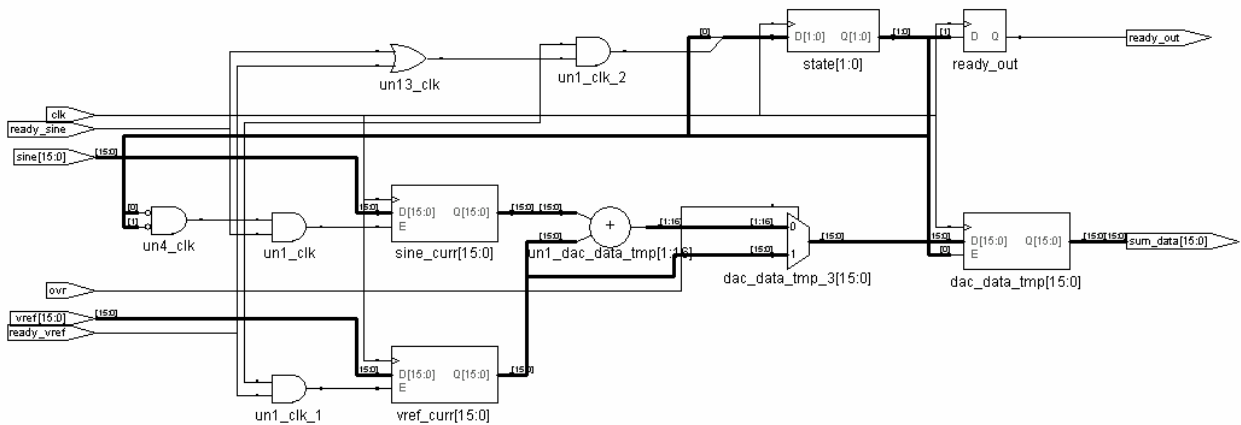 [0]
D[1:0] Q[1:0]
[1:0]
[1]
D Q
ready_out
state[1:0]
ready_out
un13_clk
un1_clk_2
clk
ready_sine
sine[15:0]
[15:0]
[0]
[1]
un4_clk
un1_clk
15:0]
D[15:0] Q[15:0]
E
[15:0] [15:0]
sine_curr[15:0]
[15:0]
+
un1_dac_data_tmp[1:16]
[1:16]
[1:16]
0
[15:0]
1
[15:0]
dac_data_tmp_3[15:0]
15:0]
[0]
D[15:0] Q[15:0]
E
[15:0][15:0]
sum_data[15:0]
dac_data_tmp[15:0]
ovr
vref[15:0]
[15:0]
ready_vref
un1_clk_1
15:0]
D[15:0] Q[15:0]
E
[15:0]
vref_curr[15:0]